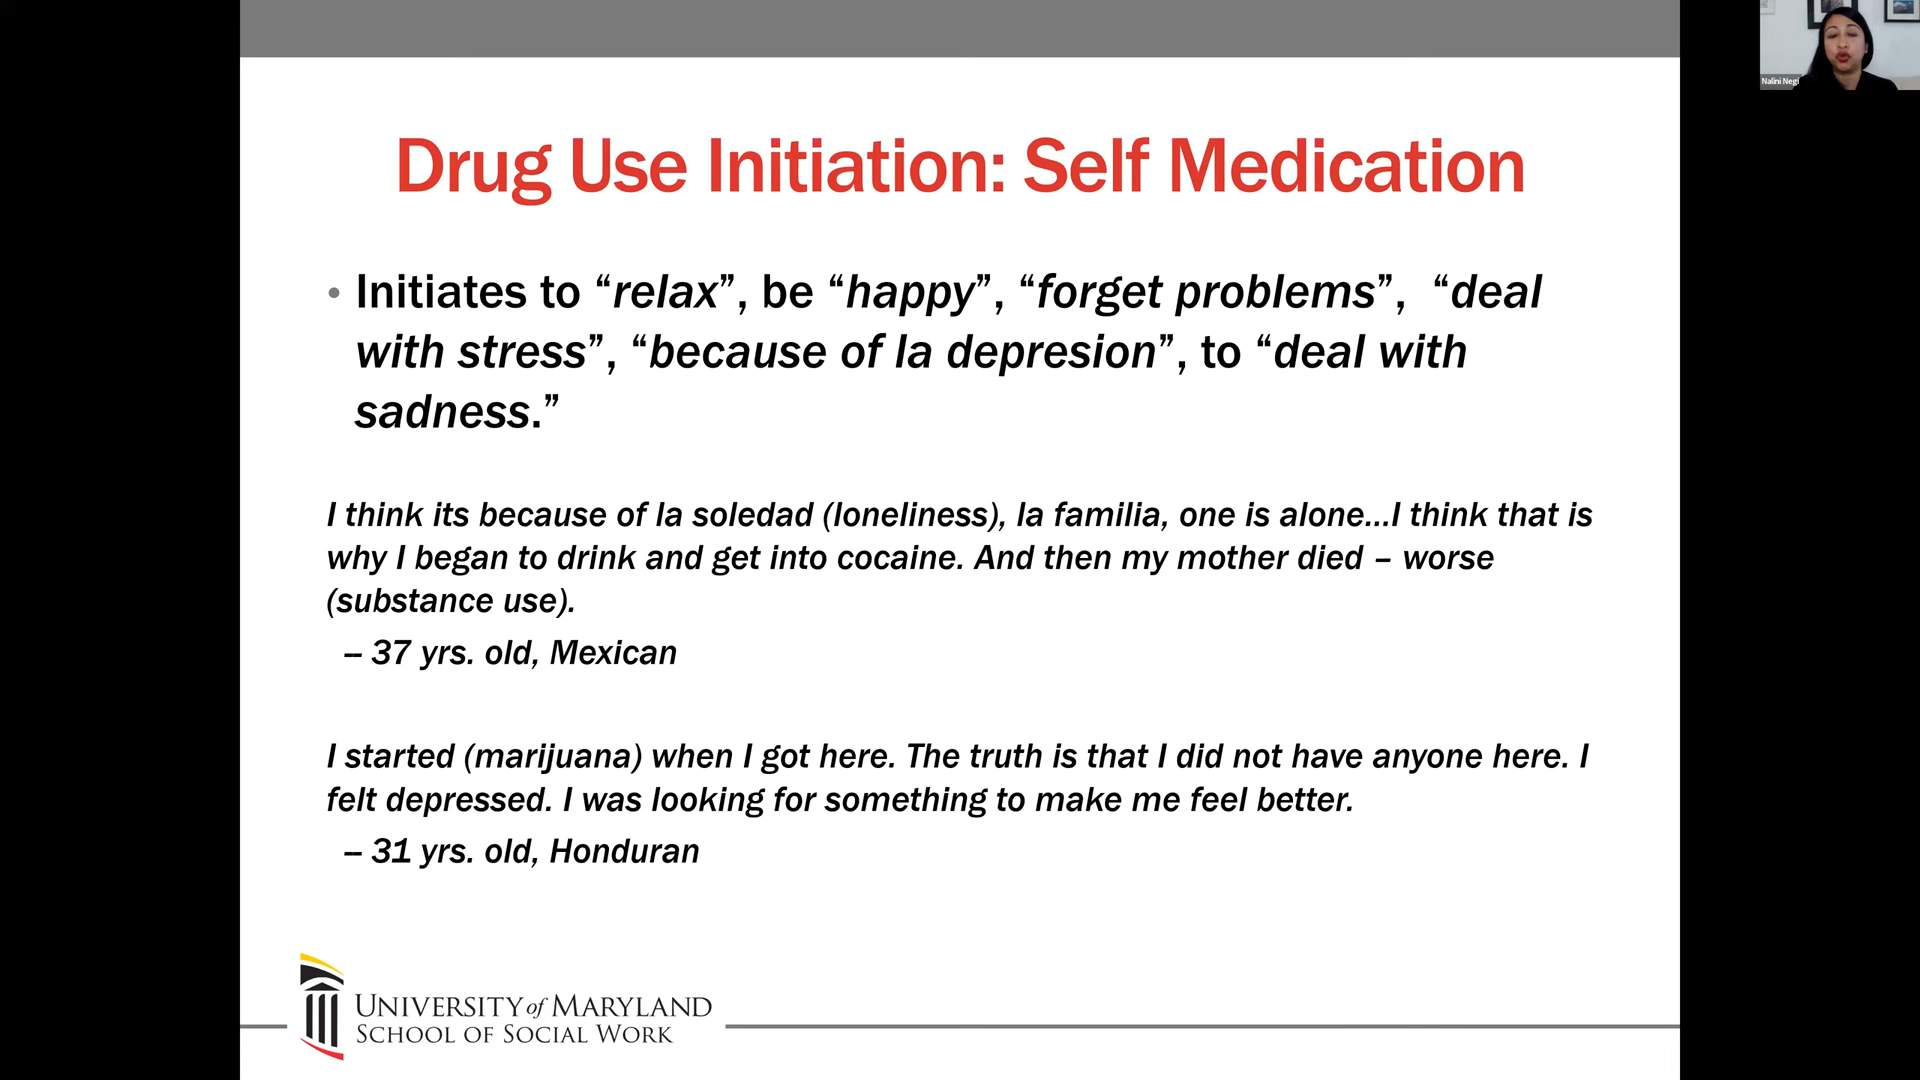 Nalini Negi
Drug Use Initiation: Self Medication
• Initiates to “relax”, be “happy”, “forget problems”, “deal
with stress”, “because of la depresion”, to “deal with
sadness.”
I think its because of la soledad (loneliness), la familia, one is alone...I think that is
why I began to drink and get into cocaine. And then my mother died – worse
(substance use).
– 37 yrs. old, Mexican
I started (marijuana) when I got here. The truth is that I did not have anyone here. I
felt depressed. I was looking for something to make me feel better.
– 31 yrs. old, Honduran
UNIVERSITY of MARYLAND
SCHOOL OF SOCIAL WORK